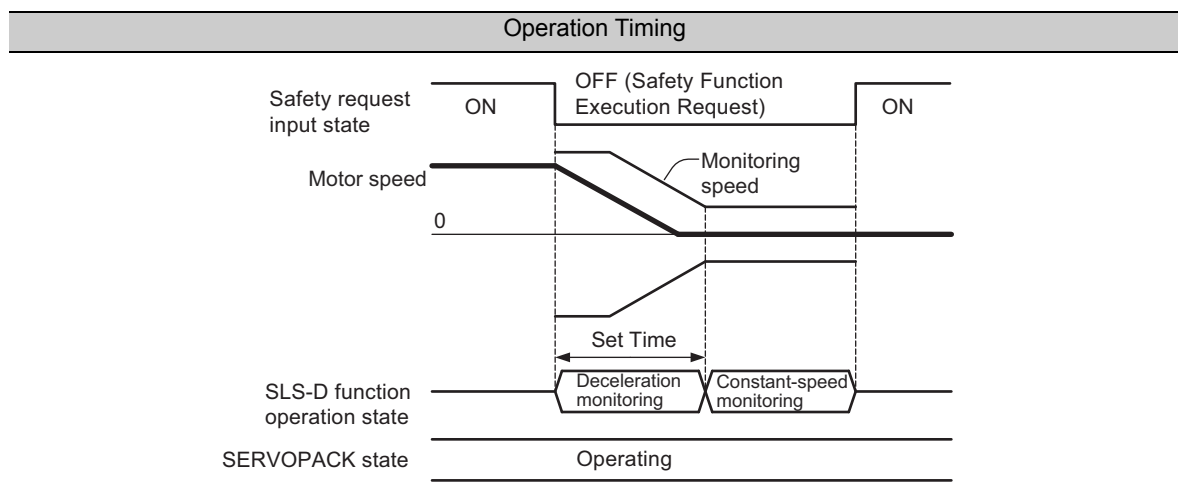 Operation Timing
Safety request
input state
ON
OFF (Safety Function
Execution Request)
ON
Motor speed
Monitoring
speed
0
Set Time
SLS-D function
operation state
Deceleration
monitoring
Constant-speed
monitoring
SERVOPACK state
Operating